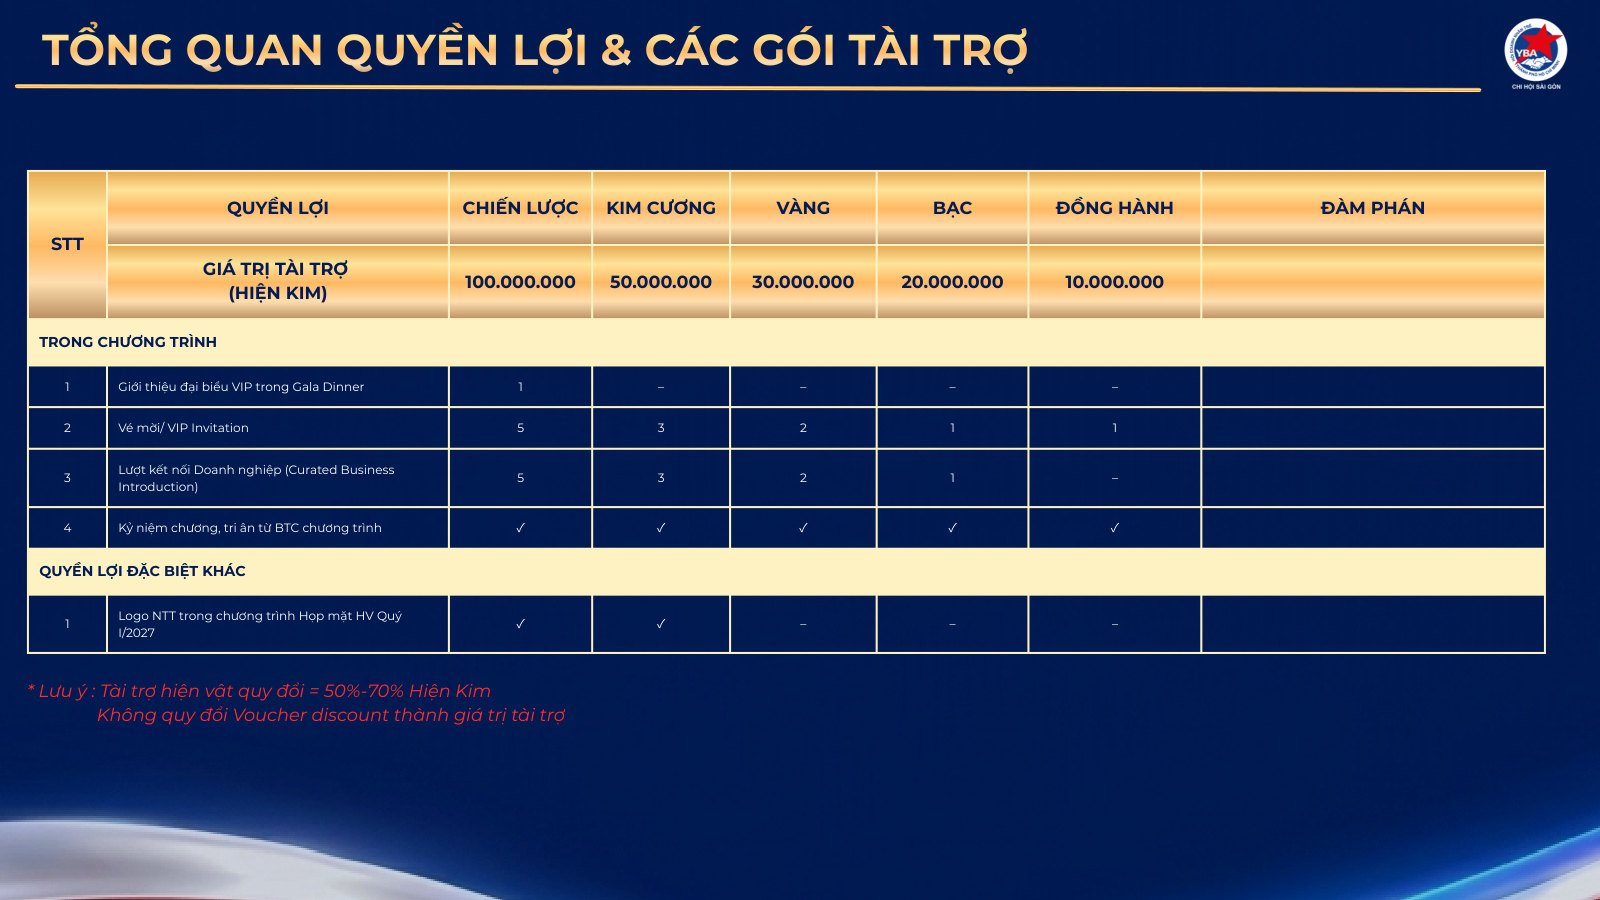 TỔNG QUAN QUYỀN LỢI & CÁC GÓI TÀI TRỢ
YBA
CHI HỘI SÀI GÒN
STT
QUYỀN LỢI
CHIẾN LƯỢC
KIM CƯƠNG
VÀNG
BẠC
ĐỒNG HÀNH
ĐÀM PHÁN
GIÁ TRỊ TÀI TRỢ
(HIỆN KIM)
100.000.000
50.000.000
30.000.000
20.000.000
10.000.000
TRONG CHƯƠNG TRÌNH
1 Giới thiệu đại biểu VIP trong Gala Dinner 1 – – – –
2 Vé mời/ VIP Invitation 5 3 2 1 1
3 Lượt kết nối Doanh nghiệp (Curated Business
Introduction) 5 3 2 1 –
4 Kỷ niệm chương, tri ân từ BTC chương trình ✓ ✓ ✓ ✓ ✓
QUYỀN LỢI ĐẶC BIỆT KHÁC
1 Logo NTT trong chương trình Họp mặt HV Quý
I/2027 ✓ ✓ – – –
* Lưu ý : Tài trợ hiện vật quy đổi = 50%-70% Hiện Kim
Không quy đổi Voucher discount thành giá trị tài trợ